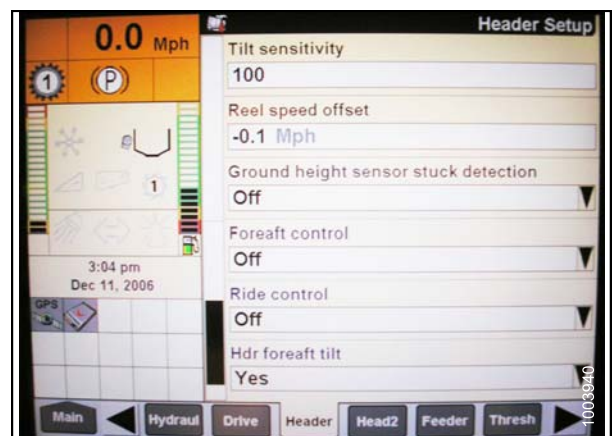 0.0 Mph
Header Setup
1
(P)
Tilt sensitivity
100
Reel speed offset
-0.1 Mph
Ground height sensor stuck detection
Off
1
Foreaft control
Off
3:04 pm
Dec 11, 2006
GPS
Ride control
Off
Hdr foreaft tilt
Yes
Main
Hydraul
Drive
Header
Head2
Feeder
Thresh
1003940